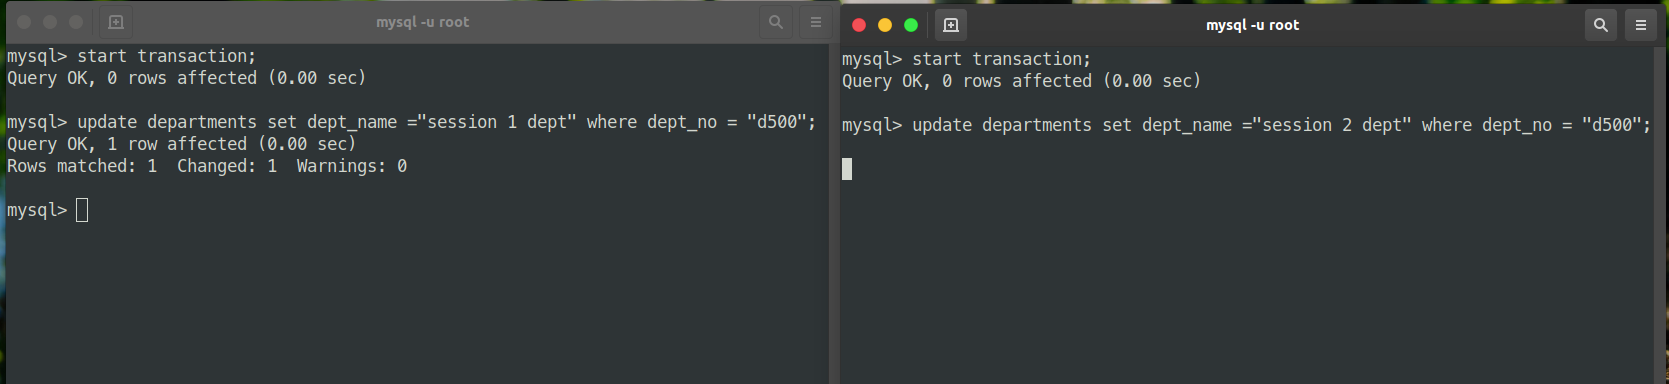 mysql -u root
mysql> start transaction;
Query OK, 0 rows affected (0.00 sec)
mysql> update departments set dept_name ="session 1 dept" where dept_no = "d500";
Query OK, 1 row affected (0.00 sec)
Rows matched: 1  Changed: 1  Warnings: 0
mysql>
mysql -u root
mysql> start transaction;
Query OK, 0 rows affected (0.00 sec)
mysql> update departments set dept_name ="session 2 dept" where dept_no = "d500";